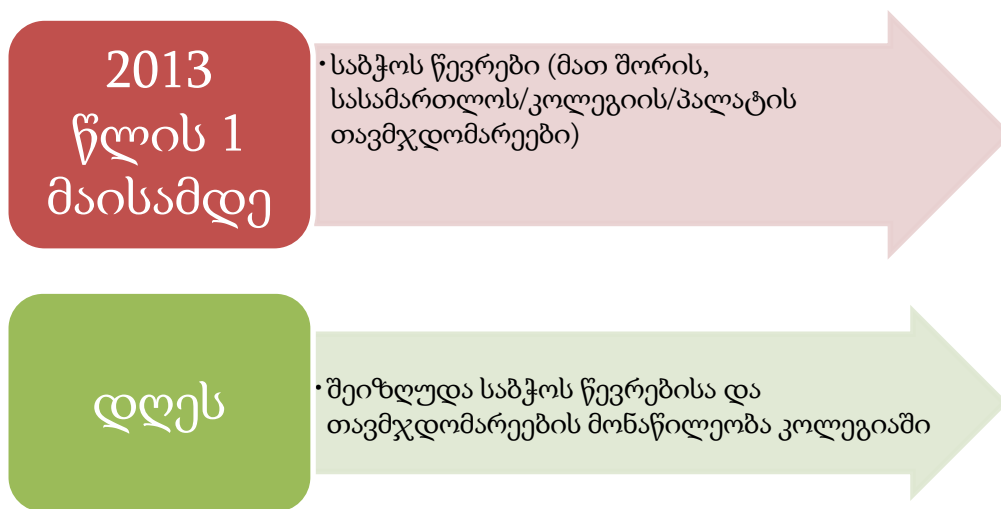 2013
წლის 1
მაისამდე
•საბჭოს წევრები (მათ შორის,
სასამართლოს/კოლეგიის/პალატის
თავმჯდომარეები)
დღეს
•შეიზღუდა საბჭოს წევრებისა და
თავმჯდომარეების მონაწილეობა კოლეგიაში